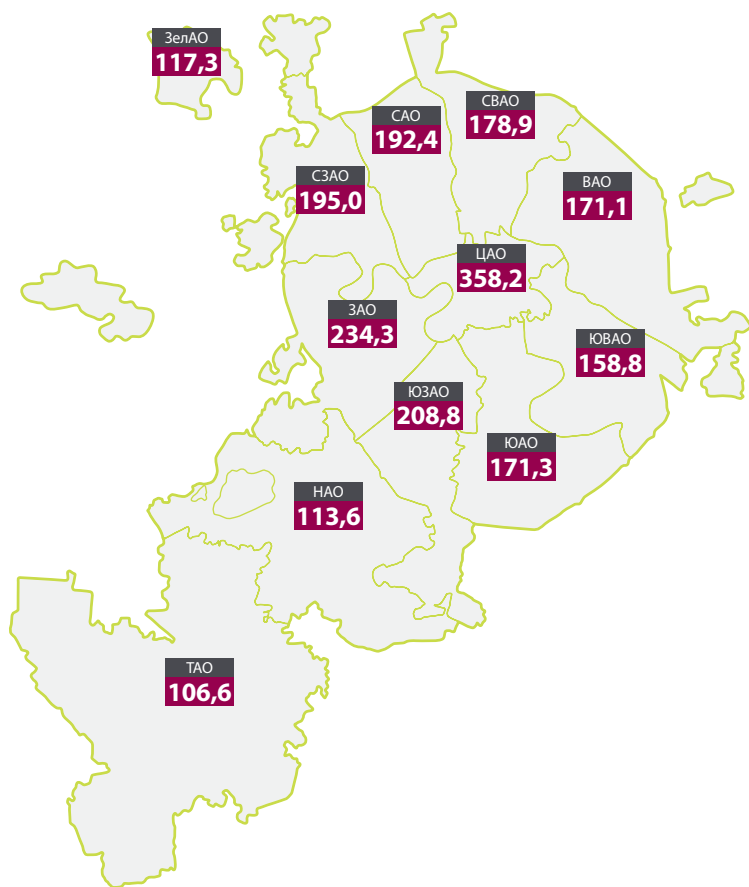 ЗелАО
117,3
СВАО
178,9
САО
192,4
СЗАО
195,0
ВАО
171,1
ЦАО
358,2
ЗАО
234,3
ЮВАО
158,8
ЮЗАО
208,8
ЮАО
171,3
НАО
113,6
ТАО
106,6